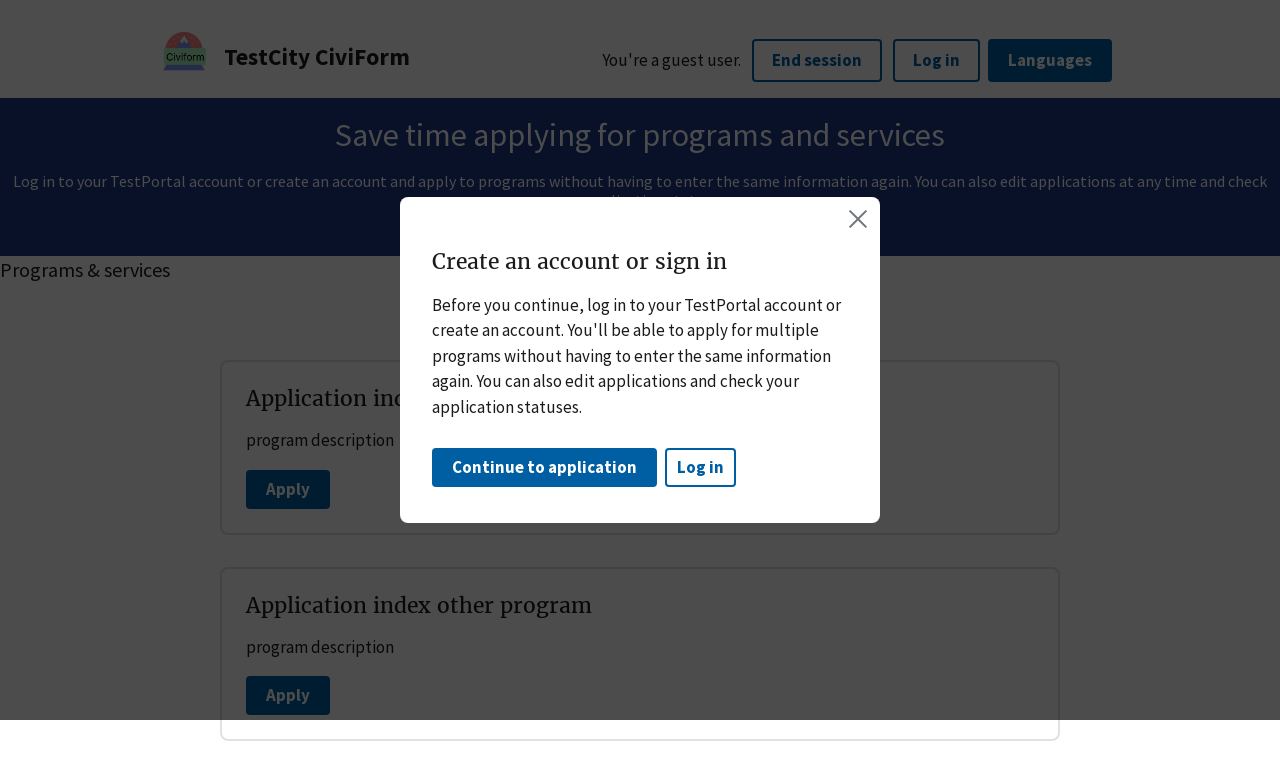 Civiform
TestCity CiviForm
You're a guest user.
End session
Log in
Languages
Save time applying for programs and services
Log in to your TestPortal account or create an account and apply to programs without having to enter the same information again. You can also edit applications at any time and check
Programs & services
Create an account or sign in
Before you continue, log in to your TestPortal account or
create an account. You'll be able to apply for multiple
programs without having to enter the same information
again. You can also edit applications and check your
application statuses.
Continue to application
Log in
Application
program description
Apply
Application index other program
program description
Apply